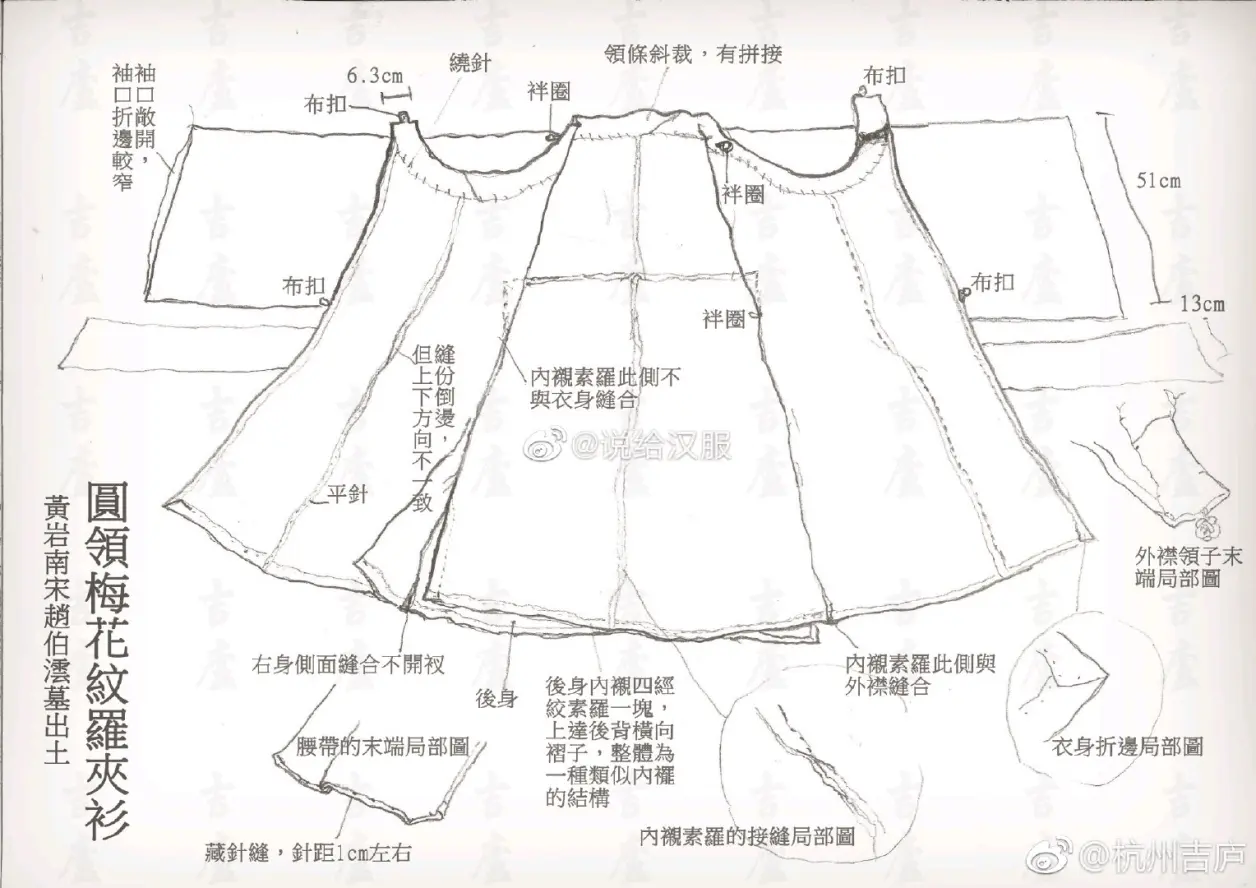 6.3cm
繞針
領條斜裁，有拼接
布扣
袢圈
布扣
袖口敞開，
袖口折邊較窄
51cm
袢圈
布扣
布扣
13cm
袢圈
縫份倒燙，
但上下方向不一致
內襯素羅此側不
與衣身縫合
@说给汉服
平針
圓領梅花紋羅夾衫
黃岩南宋趙伯澐墓出土
外襟領子末
端局部圖
右身側面縫合不開衩
後身
後身內襯四經
絞素羅一塊，
上達後背橫向
褶子，整體為
一種類似內襬
的結構
內襯素羅此側與
外襟縫合
腰帶的末端局部圖
衣身折邊局部圖
內襯素羅的接縫局部圖
藏針縫，針距1cm左右
@杭州吉庐
吉庐